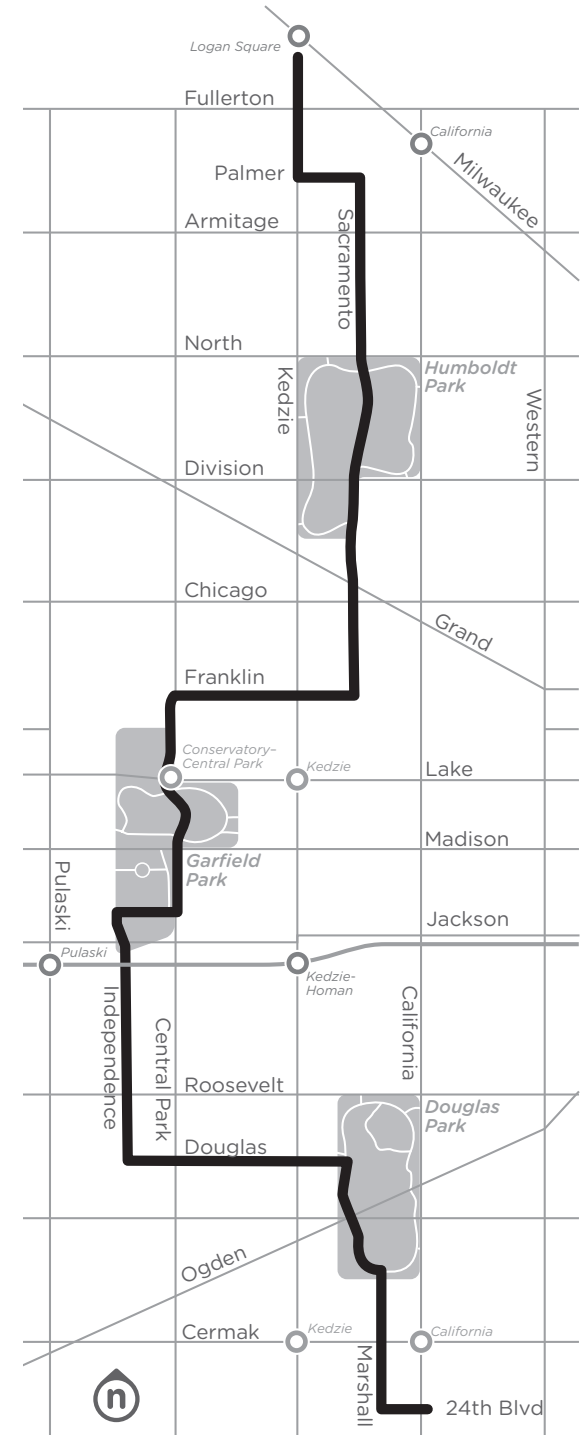 Logan Square
Fullerton
California
Milwaukee
Palmer
Sacramento
Armitage
North
Humboldt
Park
Kedzie
Western
Division
Chicago
Grand
Franklin
Conservatory–
Central Park
Kedzie
Lake
Madison
Garfield
Park
Pulaski
Jackson
Pulaski
Kedzie-
Homan
Independence
California
Central Park
Roosevelt
Douglas
Park
Douglas
Ogden
Cermak
Kedzie
California
Marshall
24th Blvd
n